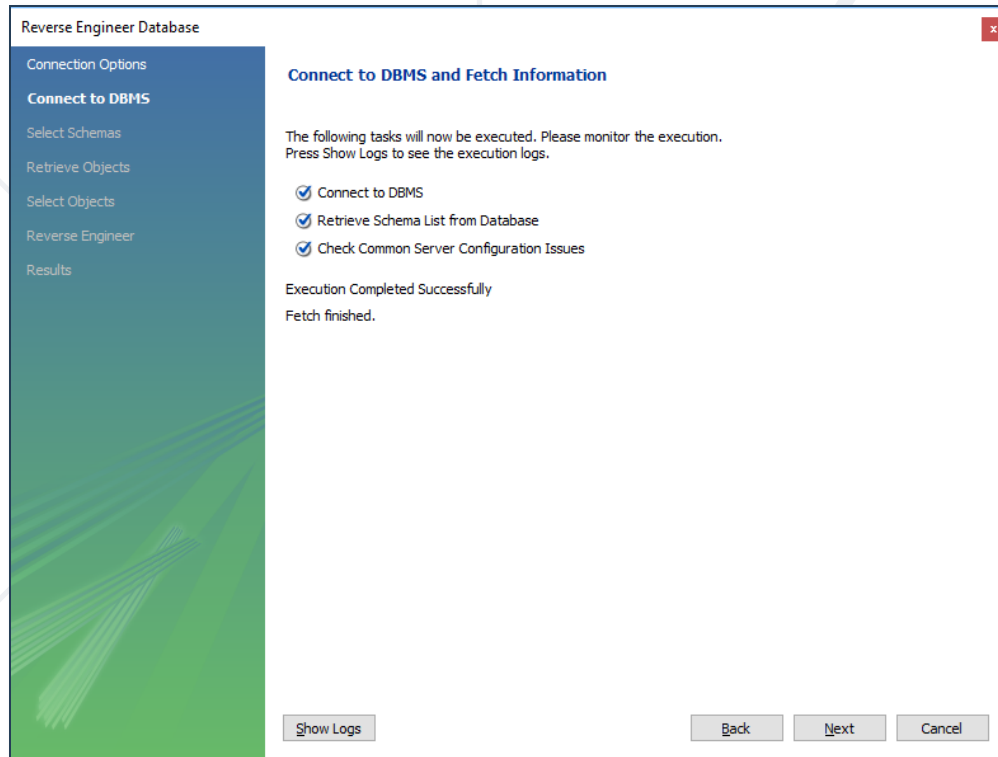 Reverse Engineer Database
x
Connection Options
Connect to DBMS
Select Schemas
Retrieve Objects
Select Objects
Reverse Engineer
Results
Connect to DBMS and Fetch Information
The following tasks will now be executed. Please monitor the execution.
Press Show Logs to see the execution logs.
Connect to DBMS
Retrieve Schema List from Database
Check Common Server Configuration Issues
Execution Completed Successfully
Fetch finished.
Show Logs
Back
Next
Cancel